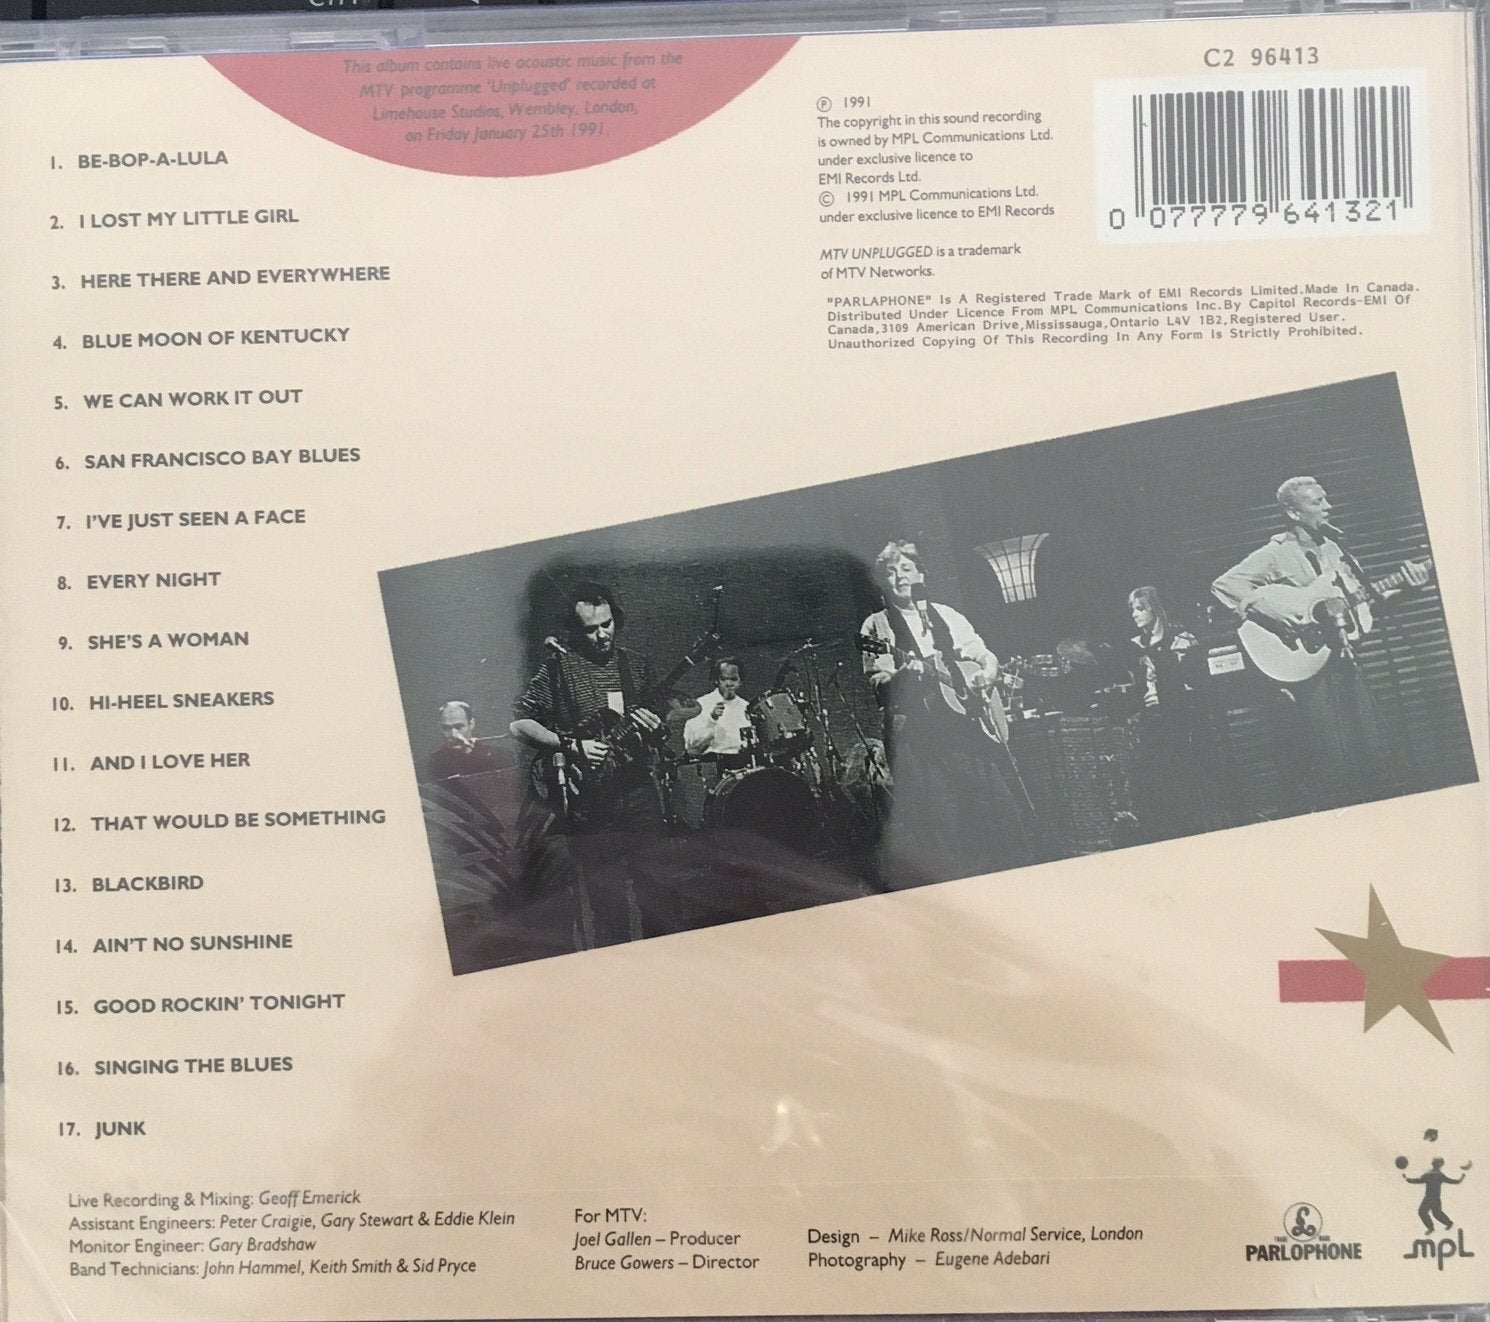 This album contains live acoustic music from the
MTV programme 'Unplugged' recorded at
Limehouse Studios, Wembley, London,
on Friday January 25th 1991.
1. BE-BOP-A-LULA
2. I LOST MY LITTLE GIRL
3. HERE THERE AND EVERYWHERE
4. BLUE MOON OF KENTUCKY
5. WE CAN WORK IT OUT
6. SAN FRANCISCO BAY BLUES
7. I'VE JUST SEEN A FACE
8. EVERY NIGHT
9. SHE'S A WOMAN
10. HI-HEEL SNEAKERS
11. AND I LOVE HER
12. THAT WOULD BE SOMETHING
13. BLACKBIRD
14. AIN'T NO SUNSHINE
15. GOOD ROCKIN' TONIGHT
16. SINGING THE BLUES
17. JUNK
℗ 1991
The copyright in this sound recording
is owned by MPL Communications Ltd.
under exclusive licence to
EMI Records Ltd.
© 1991 MPL Communications Ltd.
under exclusive licence to EMI Records
MTV UNPLUGGED is a trademark
of MTV Networks.
C2 96413
0 077779 641321
"PARLAPHONE" Is A Registered Trade Mark of EMI Records Limited.Made In Canada.
Distributed Under Licence From MPL Communications Inc.By Capitol Records-EMI Of
Canada,3109 American Drive,Mississauga,Ontario L4V 1B2,Registered User.
Unauthorized Copying Of This Recording In Any Form Is Strictly Prohibited.
Live Recording & Mixing: Geoff Emerick
Assistant Engineers: Peter Craigie, Gary Stewart & Eddie Klein
Monitor Engineer: Gary Bradshaw
Band Technicians: John Hammel, Keith Smith & Sid Pryce
For MTV:
Joel Gallen – Producer
Bruce Gowers – Director
Design – Mike Ross/Normal Service, London
Photography – Eugene Adebari
PARLOPHONE
mpL